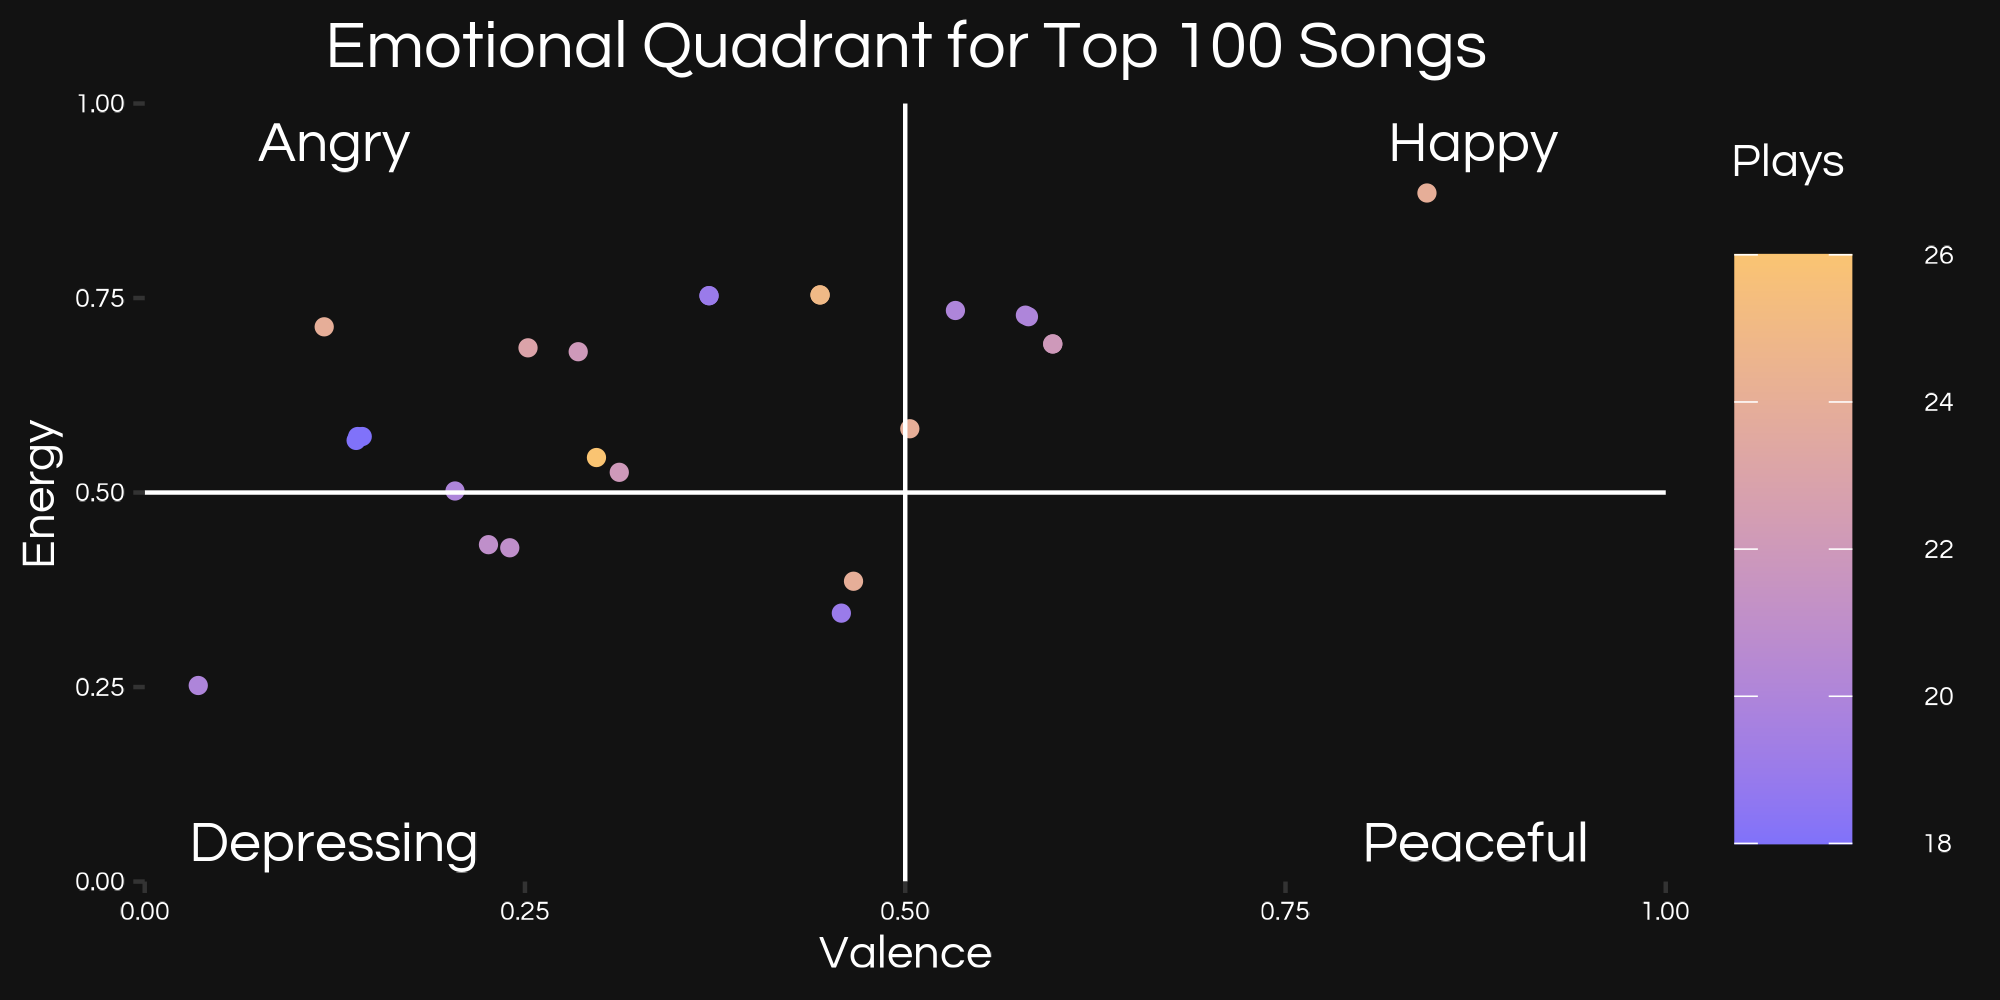 Emotional Quadrant for Top 100 Songs
1.00
Angry
Happy
Plays
26
0.75
24
Energy
0.50
22
0.25
20
Depressing
Peaceful
18
0.00
0.00 0.25 0.50 0.75 1.00
Valence